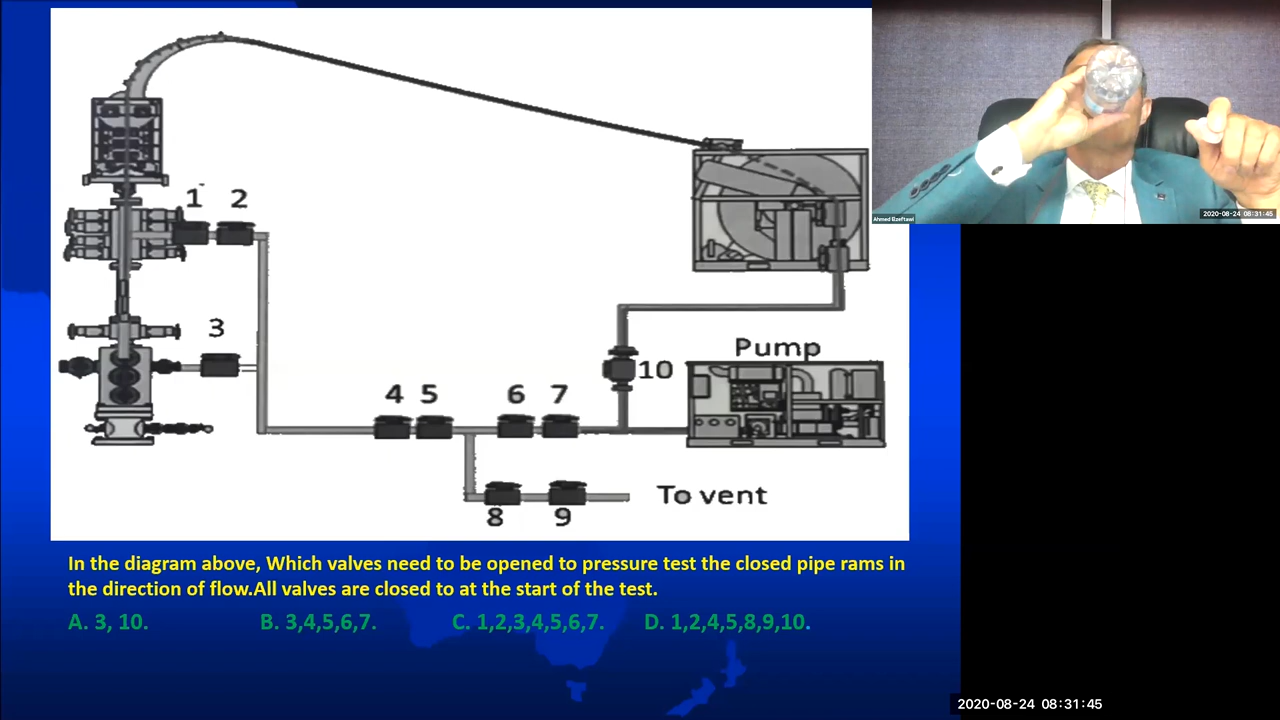 1 2
3
4 5 6 7
8 9
10
Pump
To vent
In the diagram above, Which valves need to be opened to pressure test the closed pipe rams in
the direction of flow.All valves are closed to at the start of the test.
A. 3, 10. B. 3,4,5,6,7. C. 1,2,3,4,5,6,7. D. 1,2,4,5,8,9,10.
Ahmed Elzeftawi
2020-08-24 08:31:45
2020-08-24 08:31:45